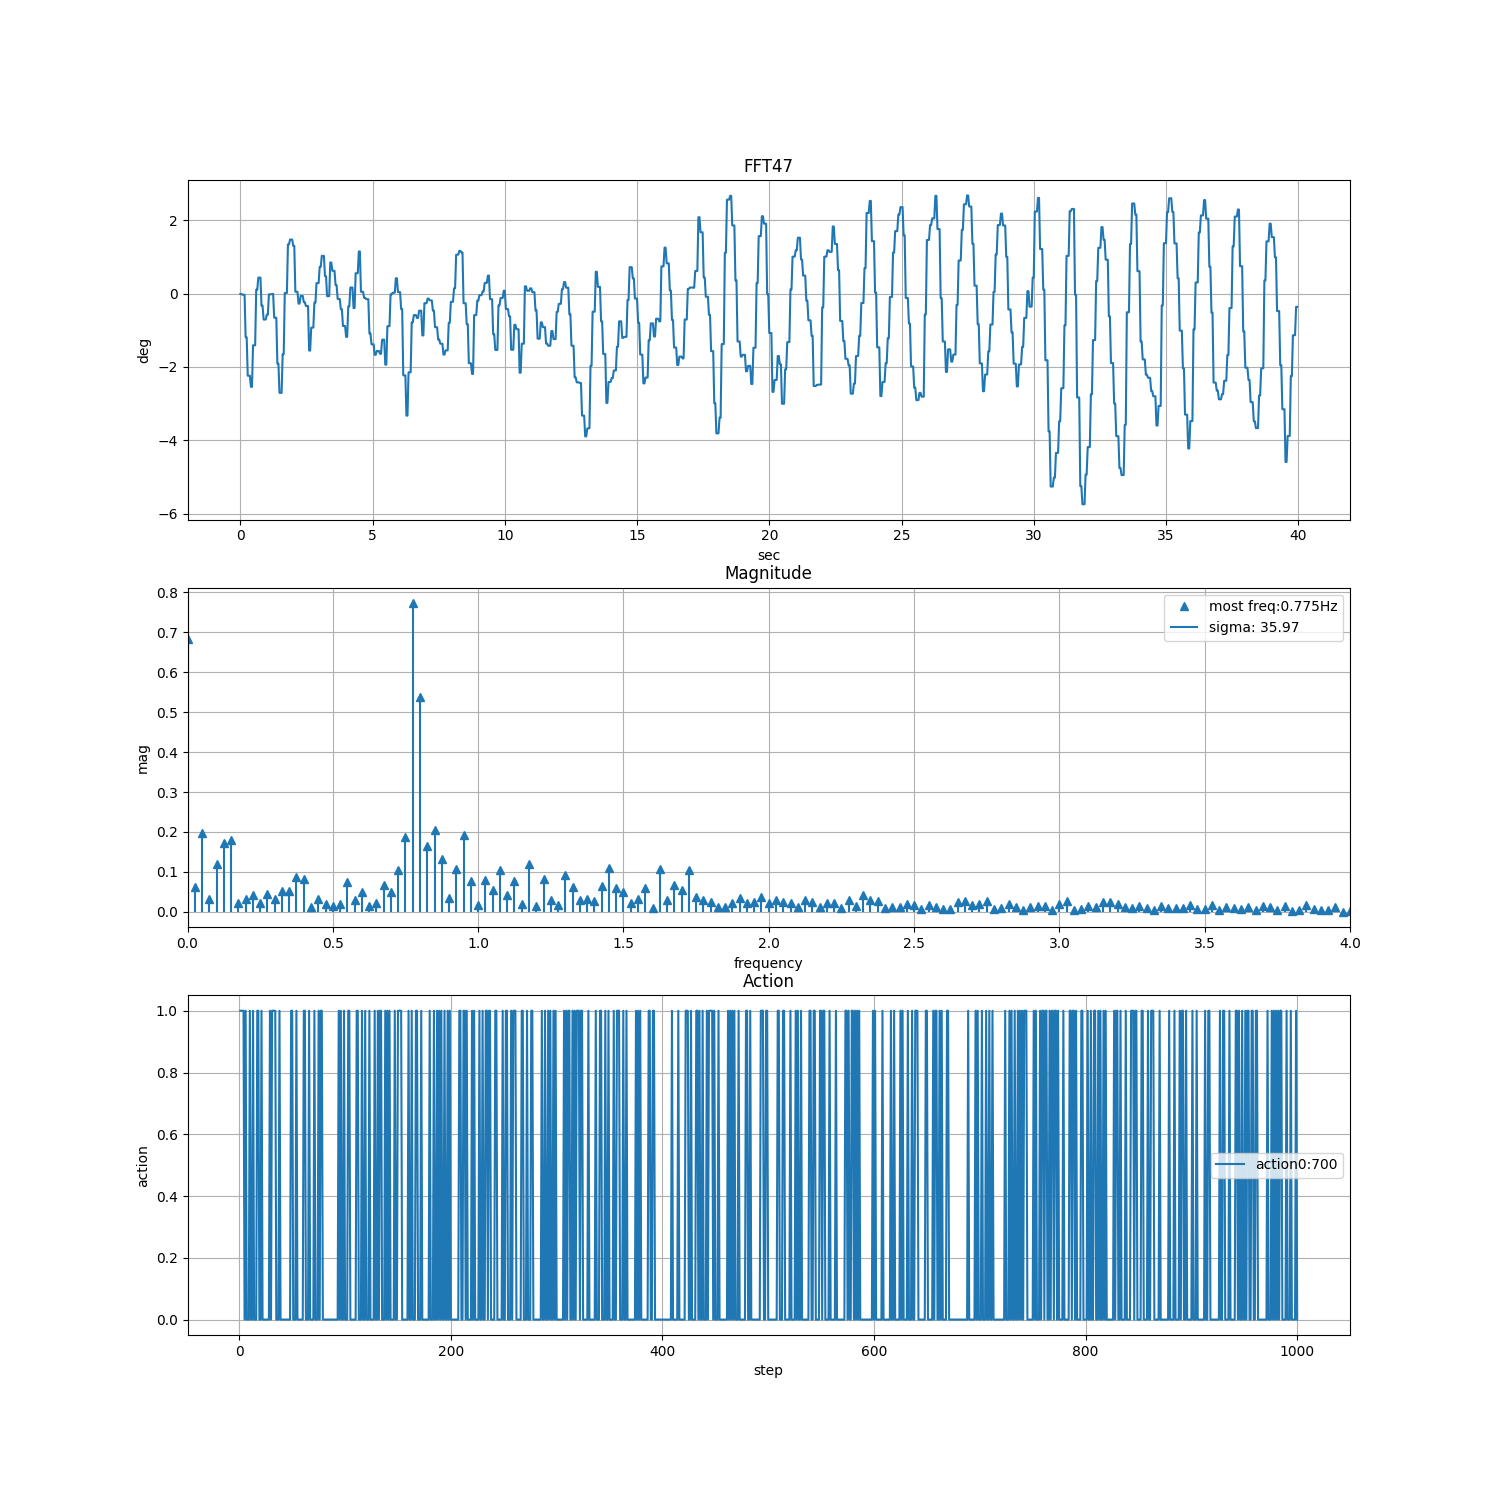 FFT47
2
0
−2
−4
−6
deg
0 5 10 15 20 25 30 35 40
sec
Magnitude
0.8
0.7
0.6
0.5
0.4
0.3
0.2
0.1
0.0
mag
most freq:0.775Hz
sigma: 35.97
0.0 0.5 1.0 1.5 2.0 2.5 3.0 3.5 4.0
frequency
Action
1.0
0.8
0.6
0.4
0.2
0.0
action
action0:700
0 200 400 600 800 1000
step